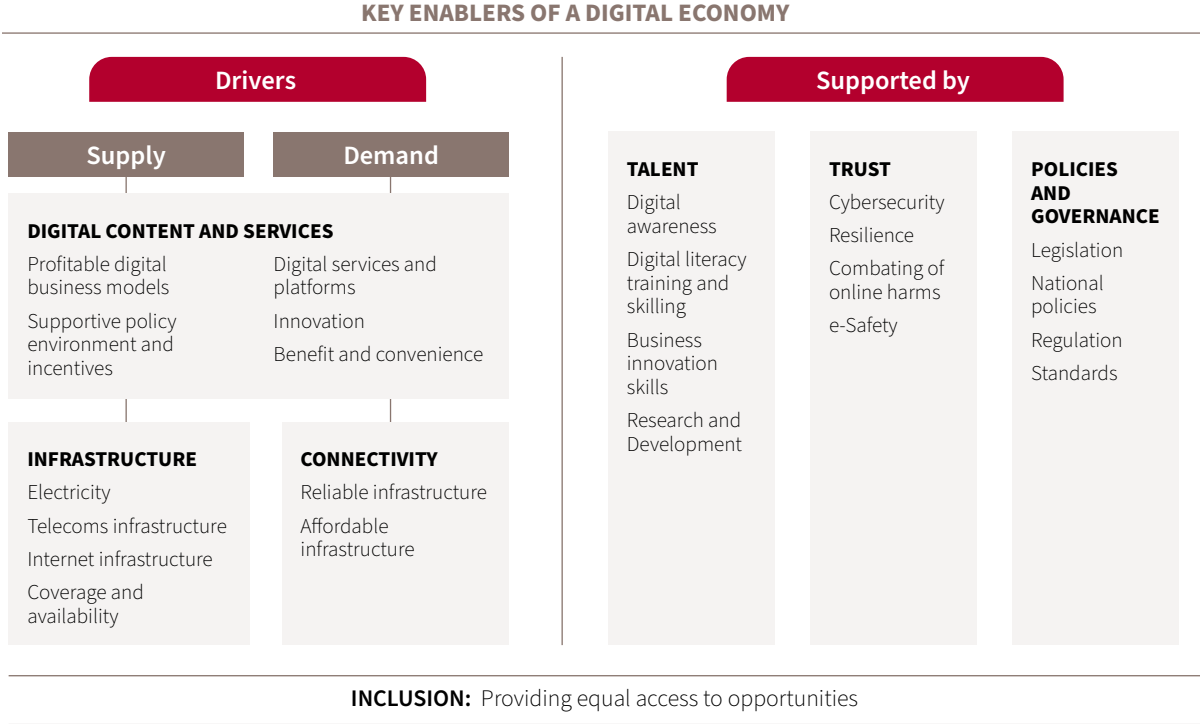 KEY ENABLERS OF A DIGITAL ECONOMY
Drivers
Supply
Demand
DIGITAL CONTENT AND SERVICES
Profitable digital
business models
Supportive policy
environment and
incentives
Digital services and
platforms
Innovation
Benefit and convenience
INFRASTRUCTURE
Electricity
Telecoms infrastructure
Internet infrastructure
Coverage and
availability
CONNECTIVITY
Reliable infrastructure
Affordable
infrastructure
Supported by
TALENT
Digital
awareness
Digital literacy
training and
skilling
Business
innovation
skills
Research and
Development
TRUST
Cybersecurity
Resilience
Combating of
online harms
e-Safety
POLICIES
AND
GOVERNANCE
Legislation
National
policies
Regulation
Standards
INCLUSION: Providing equal access to opportunities